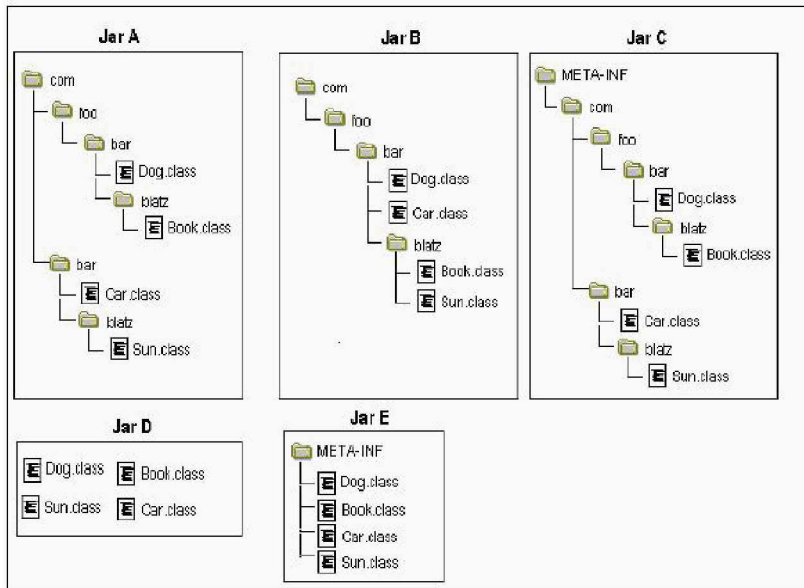 Jar A
com
foo
bar
Dog.class
blatz
Book.class
bar
Car.class
blatz
Sun.class
Jar B
com
foo
bar
Dog.class
Car.class
blatz
Book.class
Sun.class
Jar C
META-INF
com
foo
bar
Dog.class
blatz
Book.class
bar
Car.class
blatz
Sun.class
Jar D
Dog.class Book.class
Sun.class Car.class
Jar E
META-INF
Dog.class
Book.class
Car.class
Sun.class